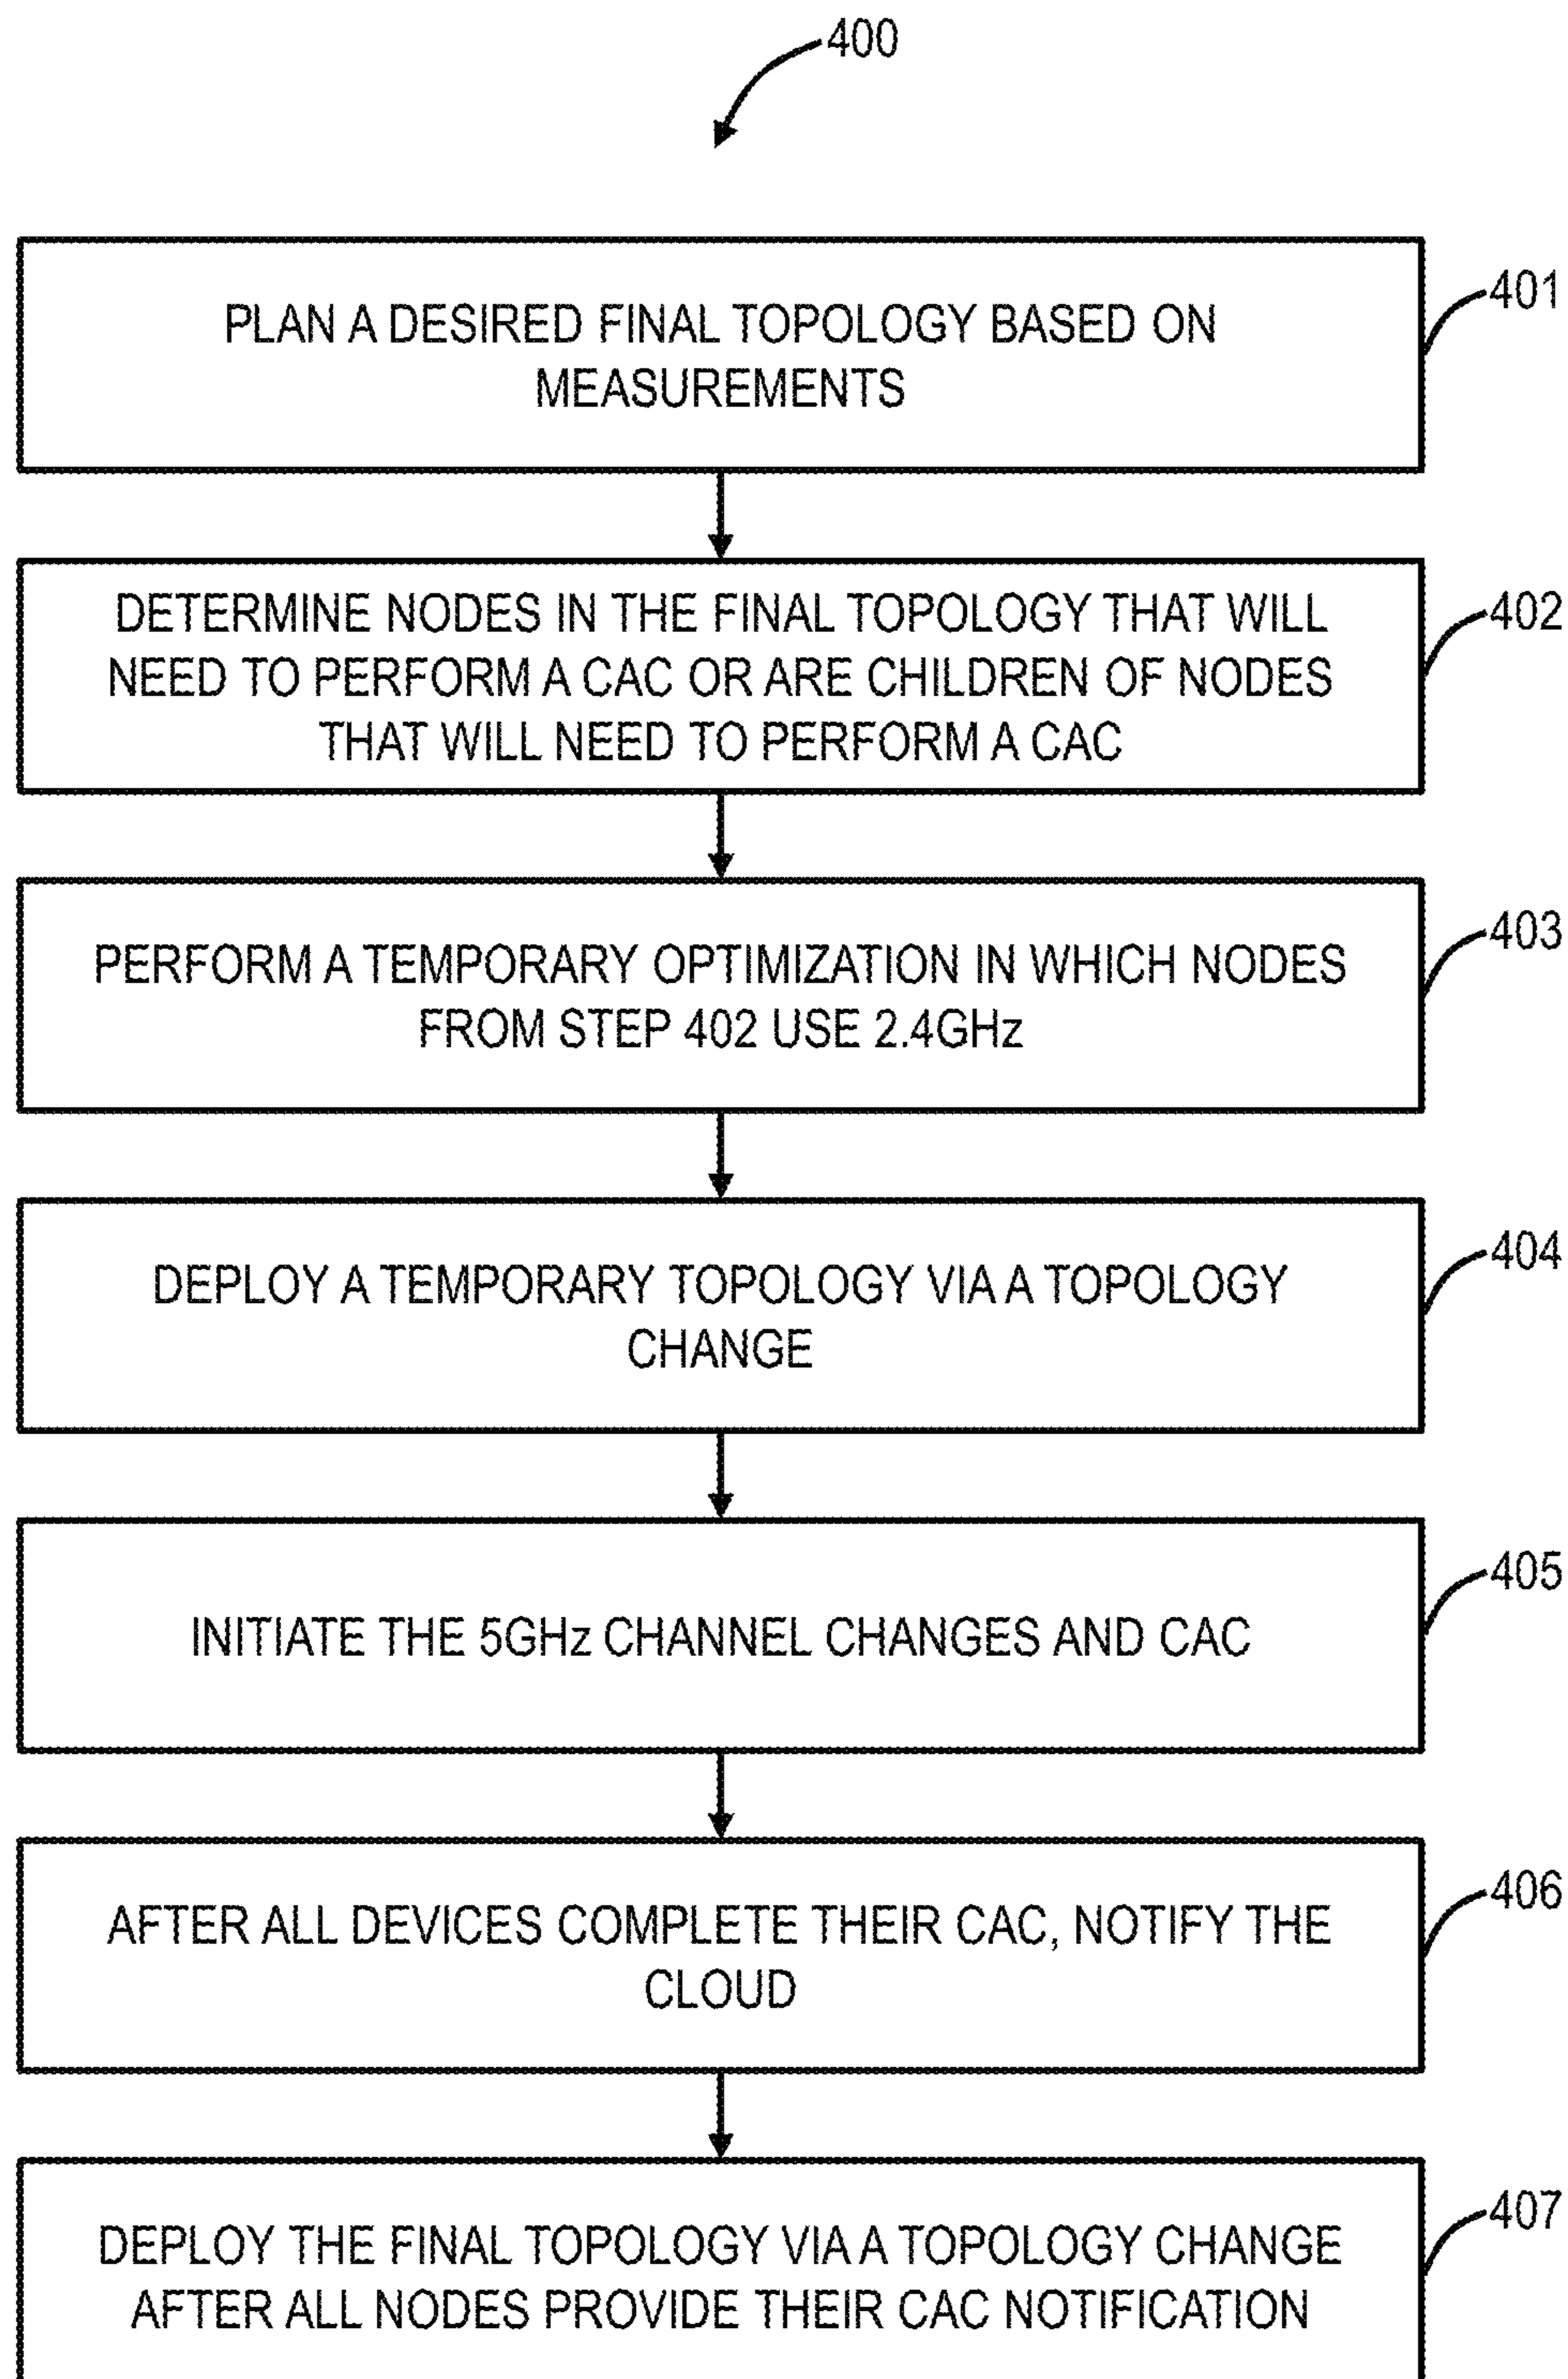 400
PLAN A DESIRED FINAL TOPOLOGY BASED ON
MEASUREMENTS
401
DETERMINE NODES IN THE FINAL TOPOLOGY THAT WILL
NEED TO PERFORM A CAC OR ARE CHILDREN OF NODES
THAT WILL NEED TO PERFORM A CAC
402
PERFORM A TEMPORARY OPTIMIZATION IN WHICH NODES
FROM STEP 402 USE 2.4GHz
403
DEPLOY A TEMPORARY TOPOLOGY VIA A TOPOLOGY
CHANGE
404
INITIATE THE 5GHz CHANNEL CHANGES AND CAC
405
AFTER ALL DEVICES COMPLETE THEIR CAC, NOTIFY THE
CLOUD
406
DEPLOY THE FINAL TOPOLOGY VIA A TOPOLOGY CHANGE
AFTER ALL NODES PROVIDE THEIR CAC NOTIFICATION
407